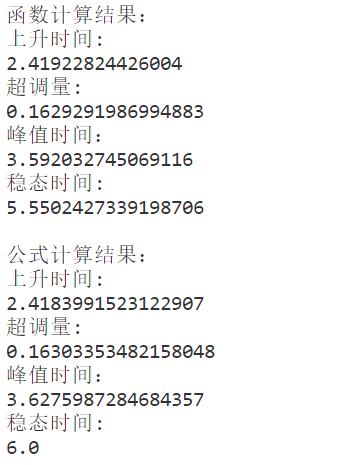 函数计算结果:
上升时间:
2.41922824426004
超调量:
0.1629291986994883
峰值时间:
3.592032745069116
稳态时间:
5.5502427339198706

公式计算结果:
上升时间:
2.4183991523122907
超调量:
0.16303353482158048
峰值时间:
3.6275987284684357
稳态时间:
6.0